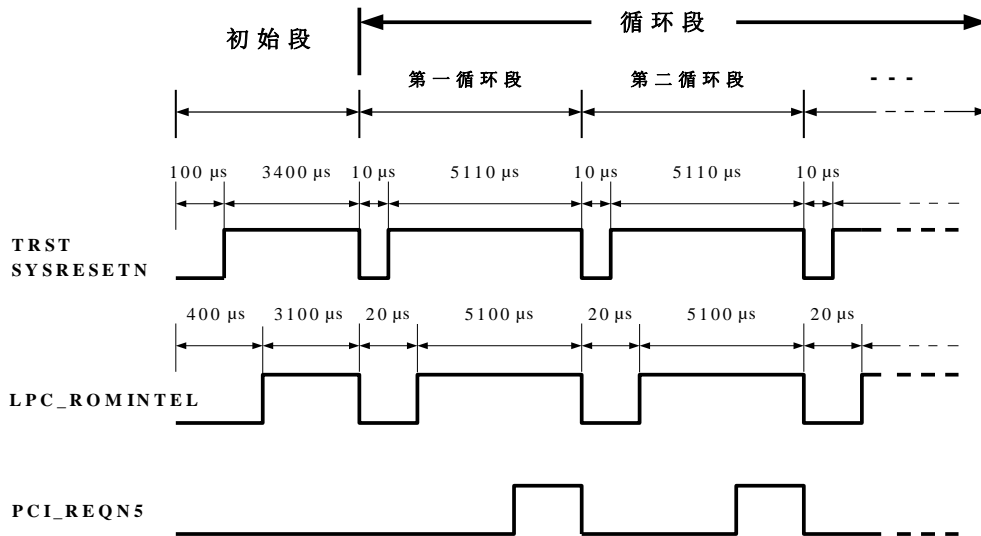 初始段
循环段
第一循环段
第二循环段
100 μs 3400 μs 10 μs 5110 μs 10 μs 5110 μs 10 μs
TRST
SYSRESETN
400 μs 3100 μs 20 μs 5100 μs 20 μs 5100 μs 20 μs
LPC_ROMINTEL
PCI_REQN5